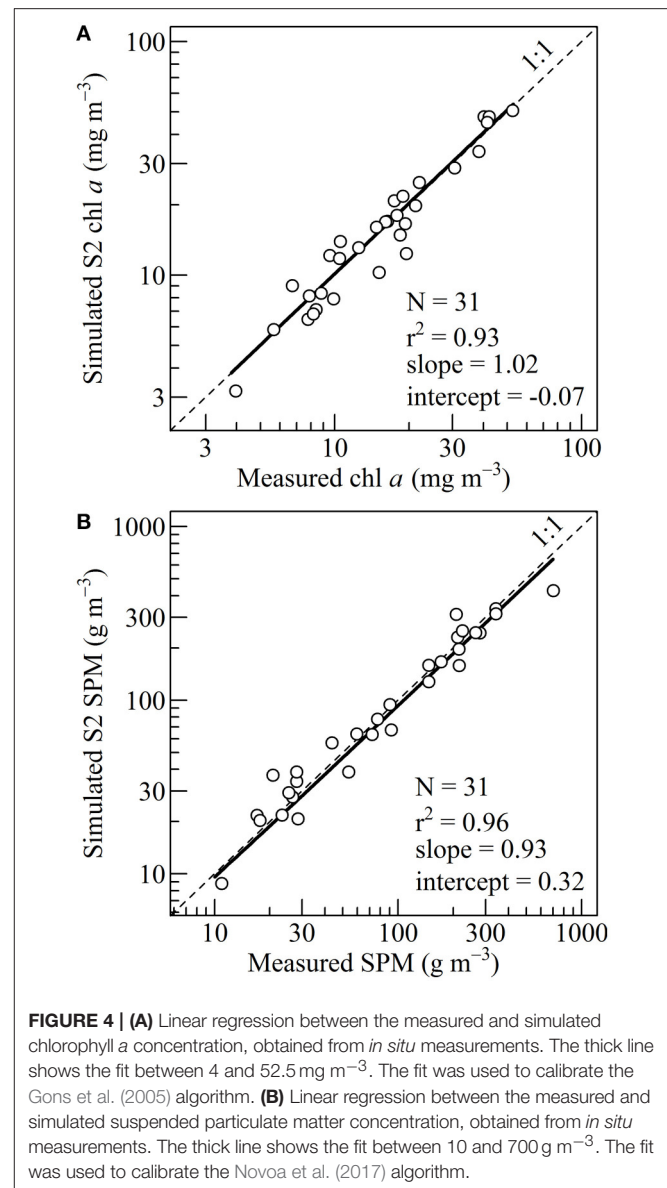 A
100
30
10
3
Simulated S2 chl a (mg m⁻³)
1:1
N = 31
r² = 0.93
slope = 1.02
intercept = -0.07
3 10 30 100
Measured chl a (mg m⁻³)
B
1000
300
100
30
10
Simulated S2 SPM (g m⁻³)
1:1
N = 31
r² = 0.96
slope = 0.93
intercept = 0.32
10 30 100 300 1000
Measured SPM (g m⁻³)
FIGURE 4 | (A) Linear regression between the measured and simulated
chlorophyll a concentration, obtained from in situ measurements. The thick line
shows the fit between 4 and 52.5 mg m⁻³. The fit was used to calibrate the
Gons et al. (2005) algorithm. (B) Linear regression between the measured and
simulated suspended particulate matter concentration, obtained from in situ
measurements. The thick line shows the fit between 10 and 700 g m⁻³. The fit
was used to calibrate the Novoa et al. (2017) algorithm.